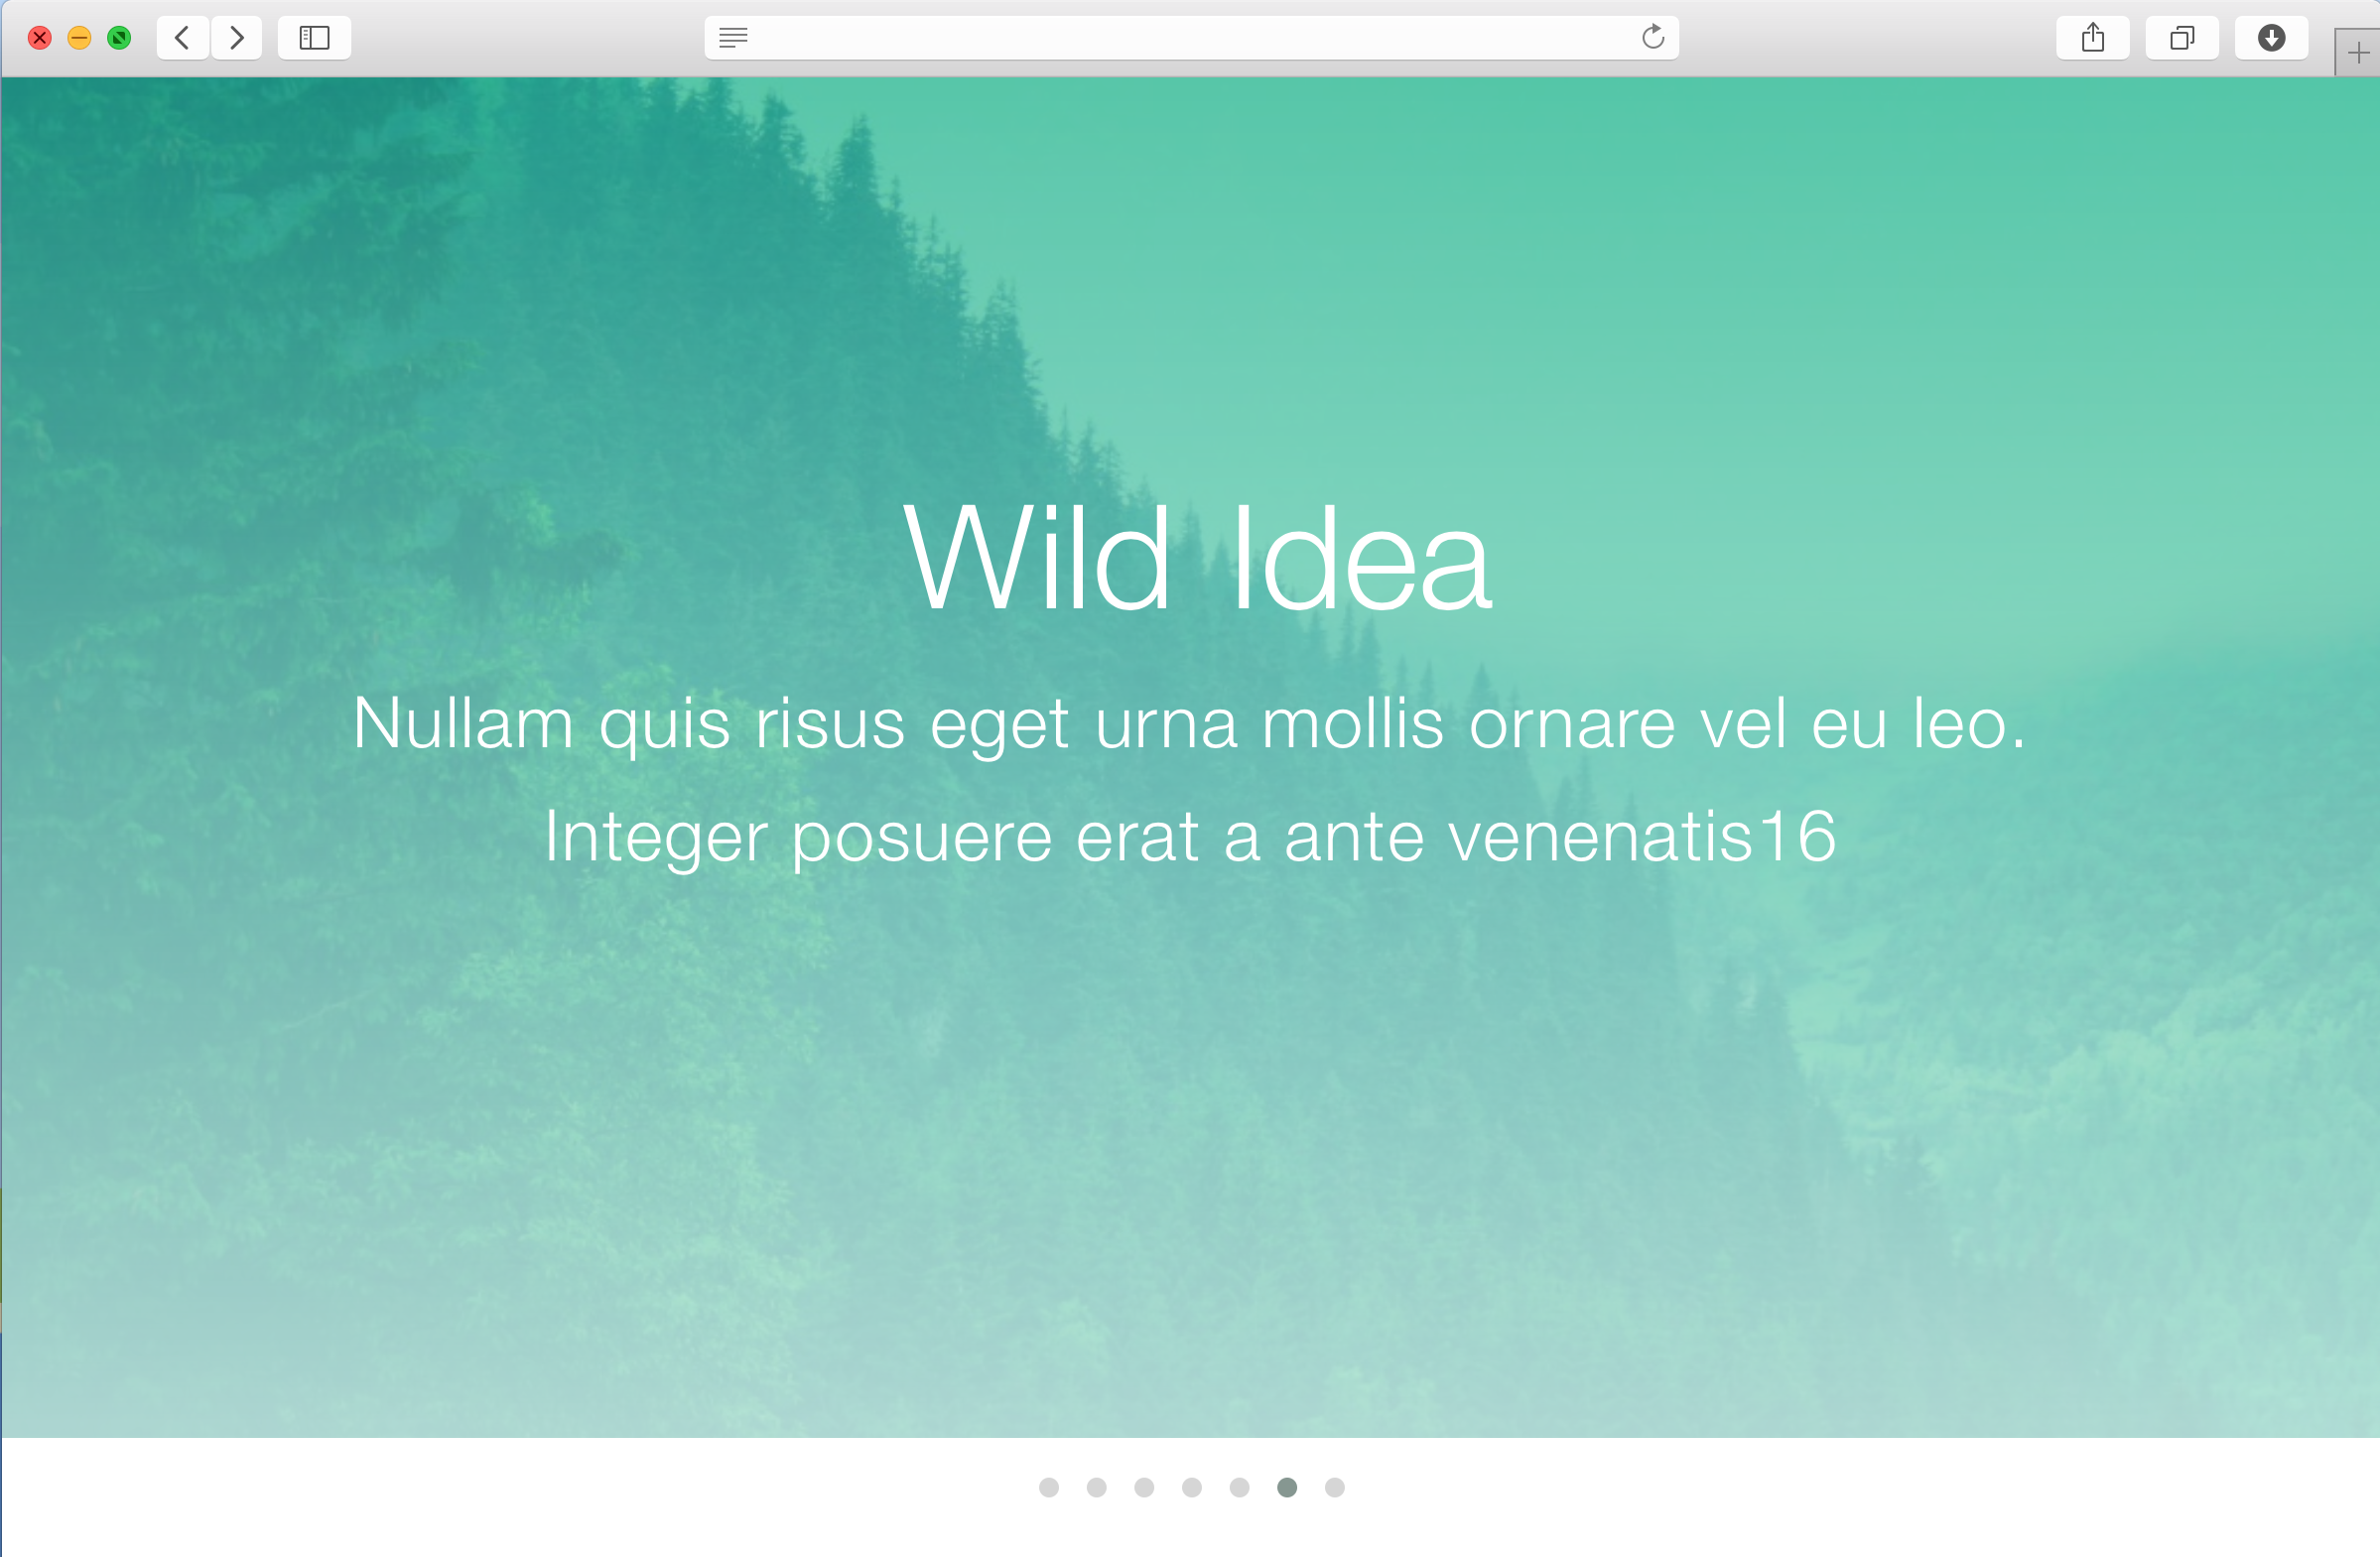 Wild Idea
Nullam quis risus eget urna mollis ornare vel eu leo.
Integer posuere erat a ante venenatis16